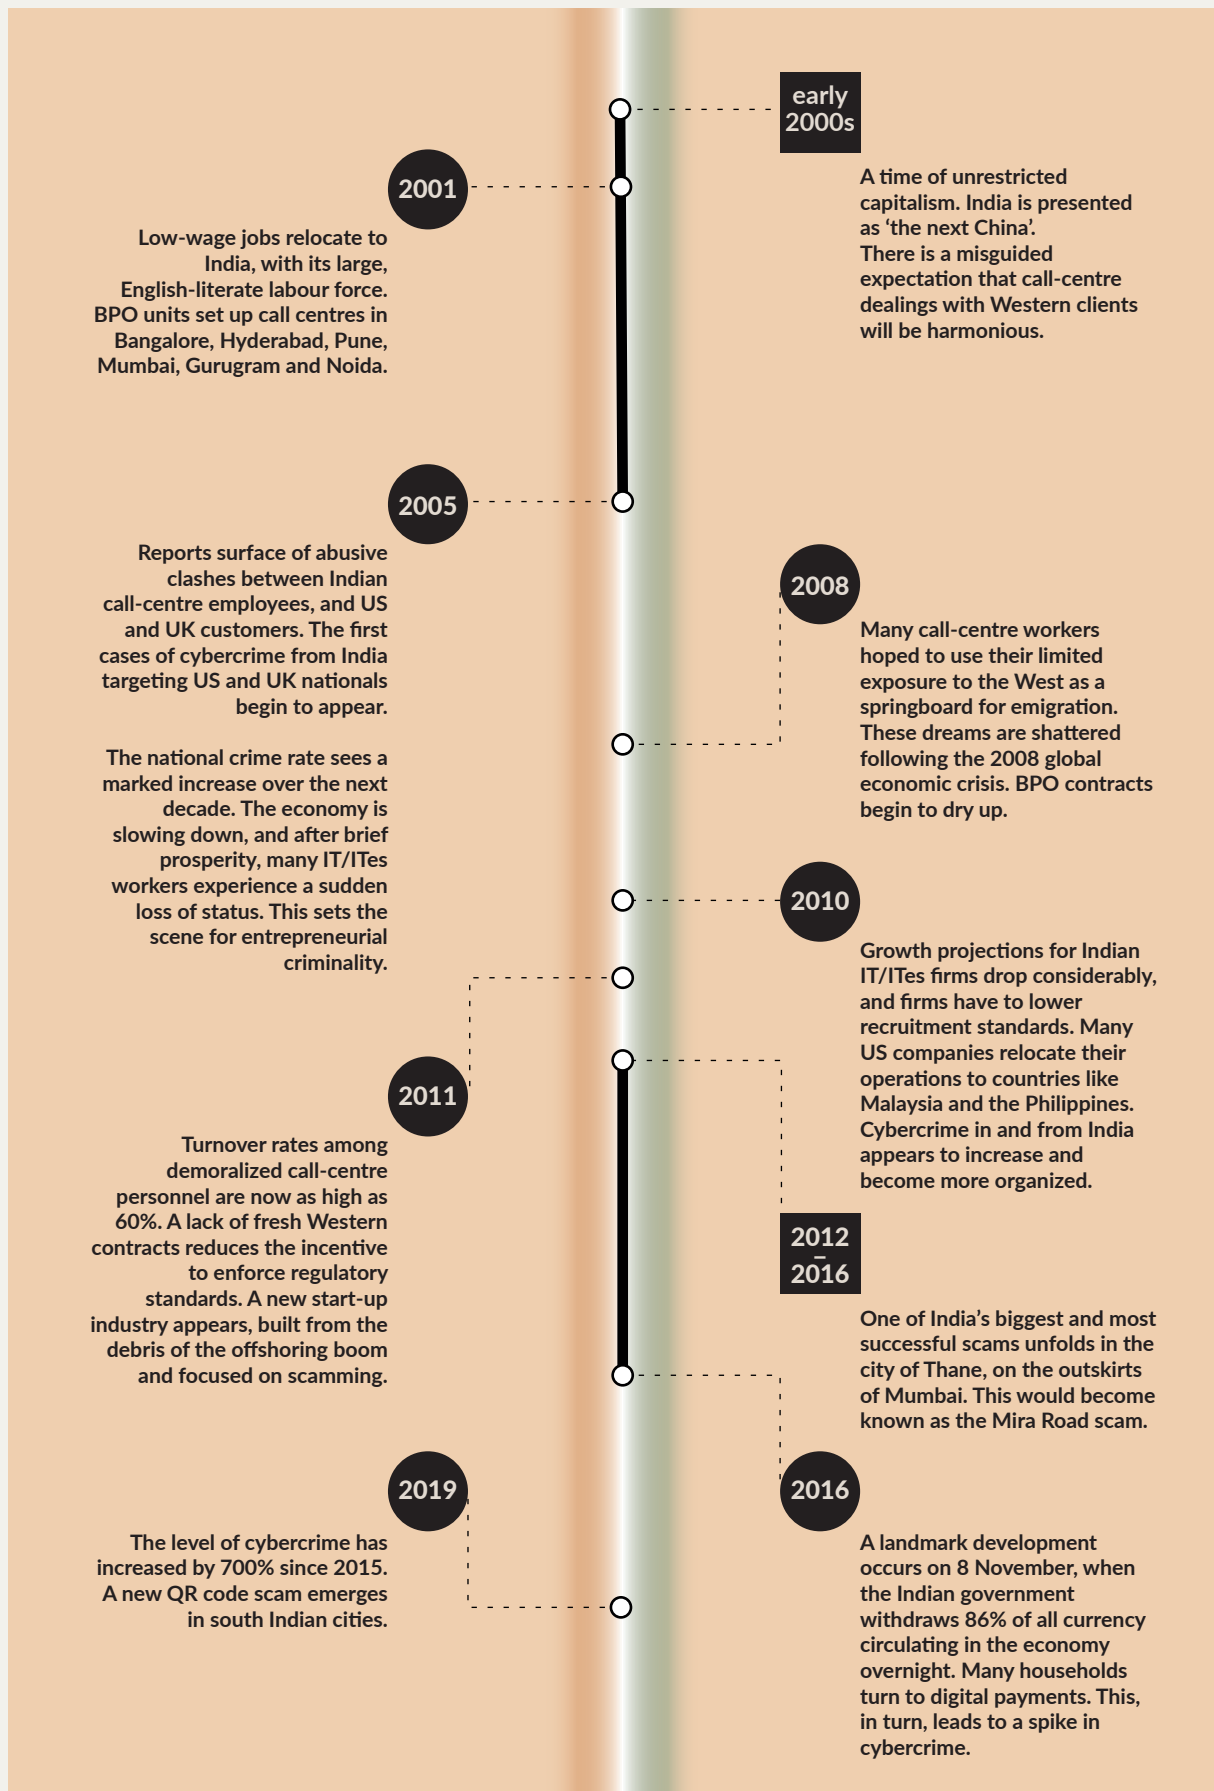 early
2000s
A time of unrestricted
capitalism. India is presented
as ‘the next China’.
There is a misguided
expectation that call-centre
dealings with Western clients
will be harmonious.
2001
Low-wage jobs relocate to
India, with its large,
English-literate labour force.
BPO units set up call centres in
Bangalore, Hyderabad, Pune,
Mumbai, Gurugram and Noida.
2005
Reports surface of abusive
clashes between Indian
call-centre employees, and US
and UK customers. The first
cases of cybercrime from India
targeting US and UK nationals
begin to appear.
The national crime rate sees a
marked increase over the next
decade. The economy is
slowing down, and after brief
prosperity, many IT/ITes
workers experience a sudden
loss of status. This sets the
scene for entrepreneurial
criminality.
2008
Many call-centre workers
hoped to use their limited
exposure to the West as a
springboard for emigration.
These dreams are shattered
following the 2008 global
economic crisis. BPO contracts
begin to dry up.
2010
Growth projections for Indian
IT/ITes firms drop considerably,
and firms have to lower
recruitment standards. Many
US companies relocate their
operations to countries like
Malaysia and the Philippines.
Cybercrime in and from India
appears to increase and
become more organized.
2011
Turnover rates among
demoralized call-centre
personnel are now as high as
60%. A lack of fresh Western
contracts reduces the incentive
to enforce regulatory
standards. A new start-up
industry appears, built from the
debris of the offshoring boom
and focused on scamming.
2012
–
2016
One of India’s biggest and most
successful scams unfolds in the
city of Thane, on the outskirts
of Mumbai. This would become
known as the Mira Road scam.
2016
A landmark development
occurs on 8 November, when
the Indian government
withdraws 86% of all currency
circulating in the economy
overnight. Many households
turn to digital payments. This,
in turn, leads to a spike in
cybercrime.
2019
The level of cybercrime has
increased by 700% since 2015.
A new QR code scam emerges
in south Indian cities.